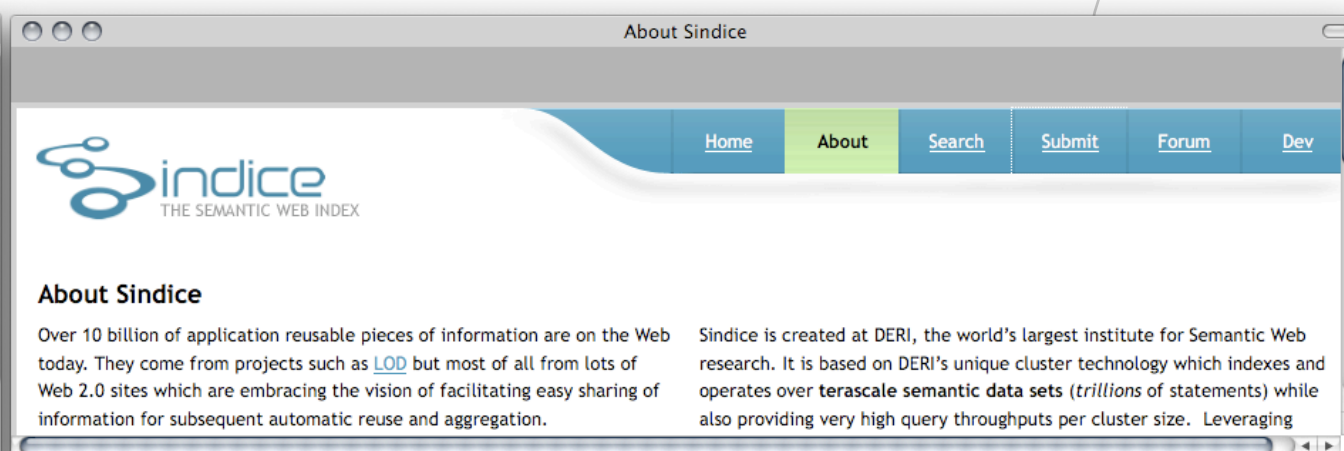 About Sindice
Home About Search Submit Forum Dev
Sindice
THE SEMANTIC WEB INDEX
About Sindice
Over 10 billion of application reusable pieces of information are on the Web
today. They come from projects such as LOD but most of all from lots of
Web 2.0 sites which are embracing the vision of facilitating easy sharing of
information for subsequent automatic reuse and aggregation.
Sindice is created at DERI, the world's largest institute for Semantic Web
research. It is based on DERI's unique cluster technology which indexes and
operates over terascale semantic data sets (trillions of statements) while
also providing very high query throughputs per cluster size. Leveraging